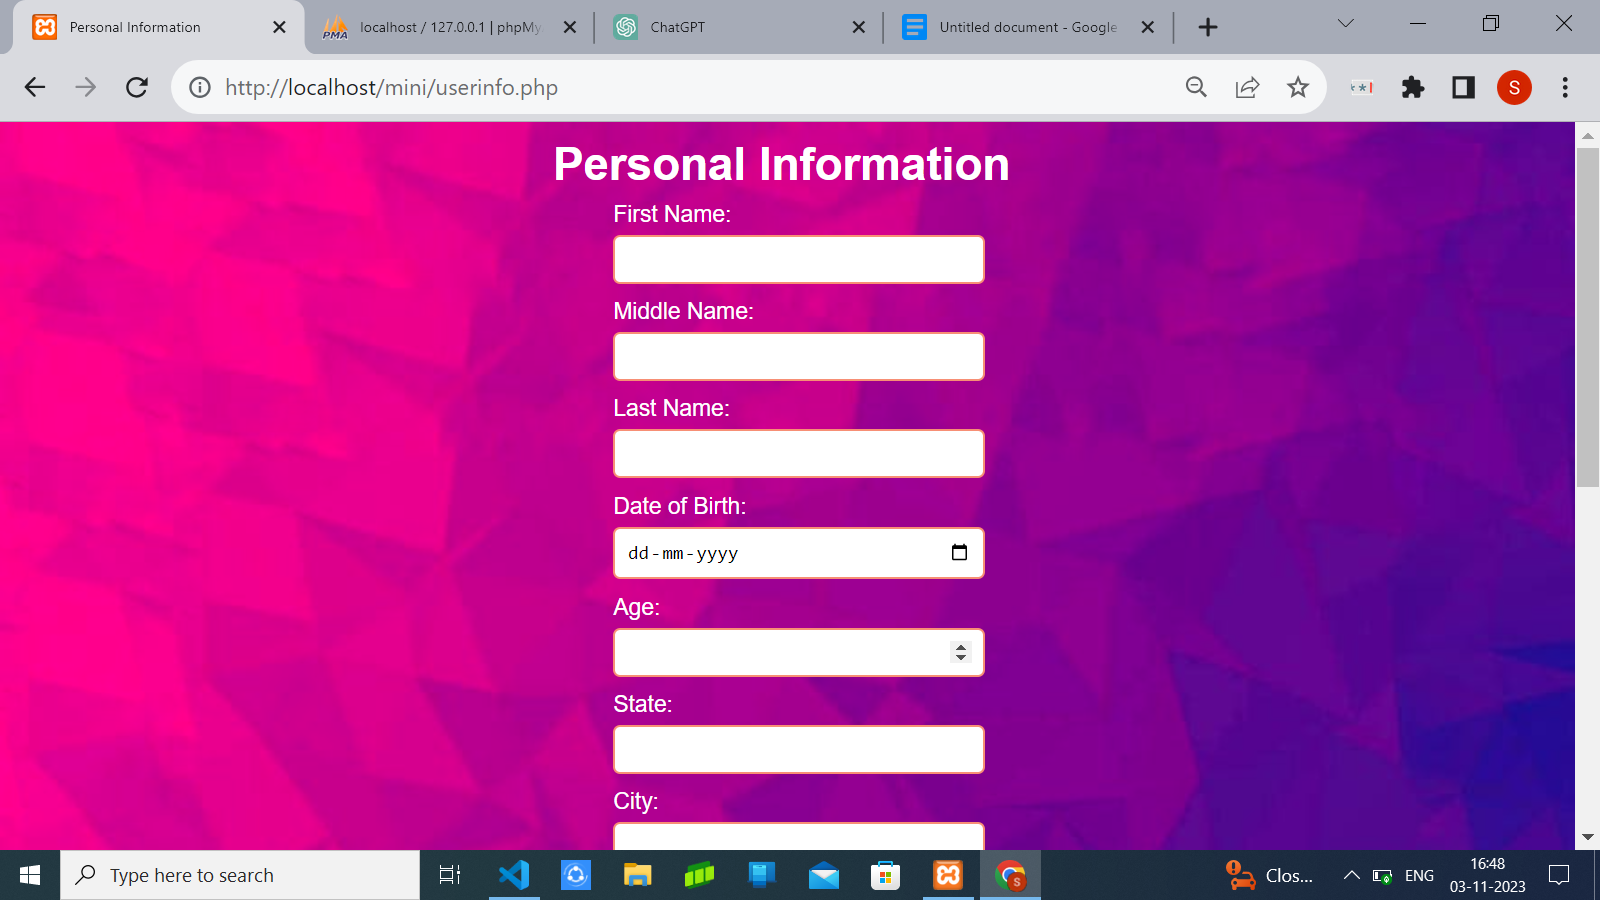 Personal Information
localhost / 127.0.0.1 | phpMy
ChatGPT
Untitled document - Google
http://localhost/mini/userinfo.php
S
Personal Information
First Name:
Middle Name:
Last Name:
Date of Birth:
dd-mm-yyyy
Age:
State:
City:
Type here to search
S
Clos...
ENG
16:48
03-11-2023
PMA